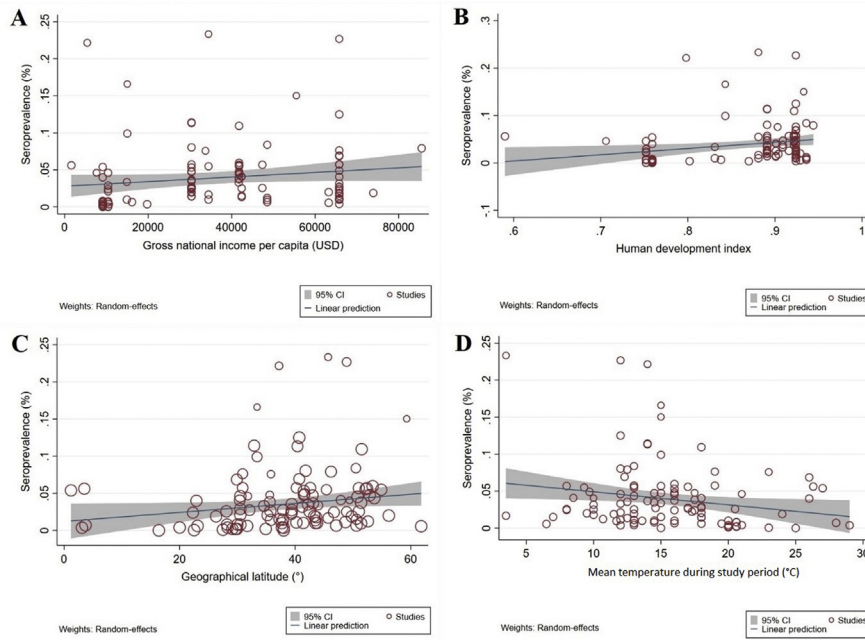 A
Seroprevalence (%)
.25
.2
.15
.1
.05
0
0 20000 40000 60000 80000
Gross national income per capita (USD)
Weights: Random-effects
95% CI Studies
Linear prediction
B
Seroprevalence (%)
.3
.2
.1
0
-.1
.6 .7 .8 .9 1
Human development index
Weights: Random-effects
95% CI Studies
Linear prediction
C
Seroprevalence (%)
.25
.2
.15
.1
.05
0
0 20 40 60
Geographical latitude (°)
Weights: Random-effects
95% CI Studies
Linear prediction
D
Seroprevalence (%)
.25
.2
.15
.1
.05
0
5 10 15 20 25 30
Mean temperature during study period (°C)
Weights: Random-effects
95% CI Studies
Linear prediction